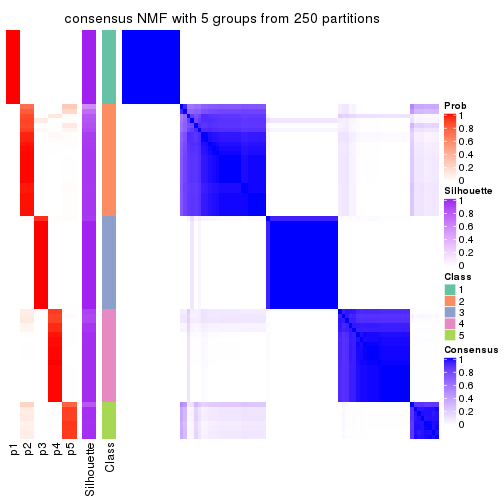 consensus NMF with 5 groups from 250 partitions
Prob
1
0.8
0.6
0.4
0.2
0
Silhouette
1
0.8
0.6
0.4
0.2
0
Class
1
2
3
4
5
Consensus
1
0.8
0.6
0.4
0.2
0
p1
p2
p3
p4
p5
Silhouette
Class